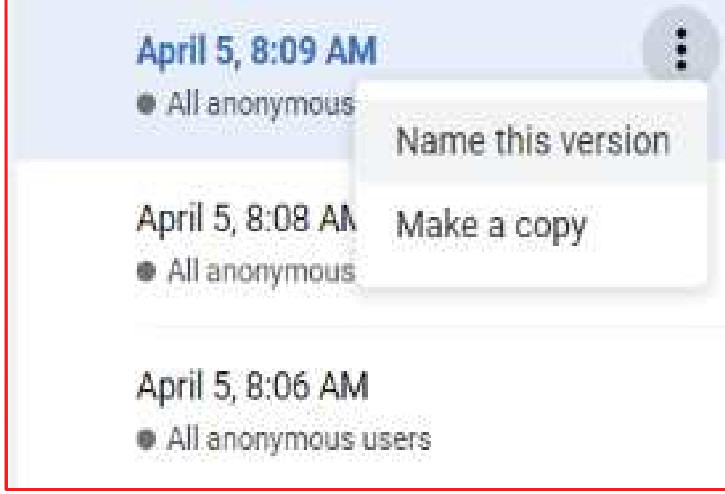 April 5, 8:09 AM
All anonymous
Name this version
April 5, 8:08 AM
Make a copy
All anonymous
April 5, 8:06 AM
All anonymous users